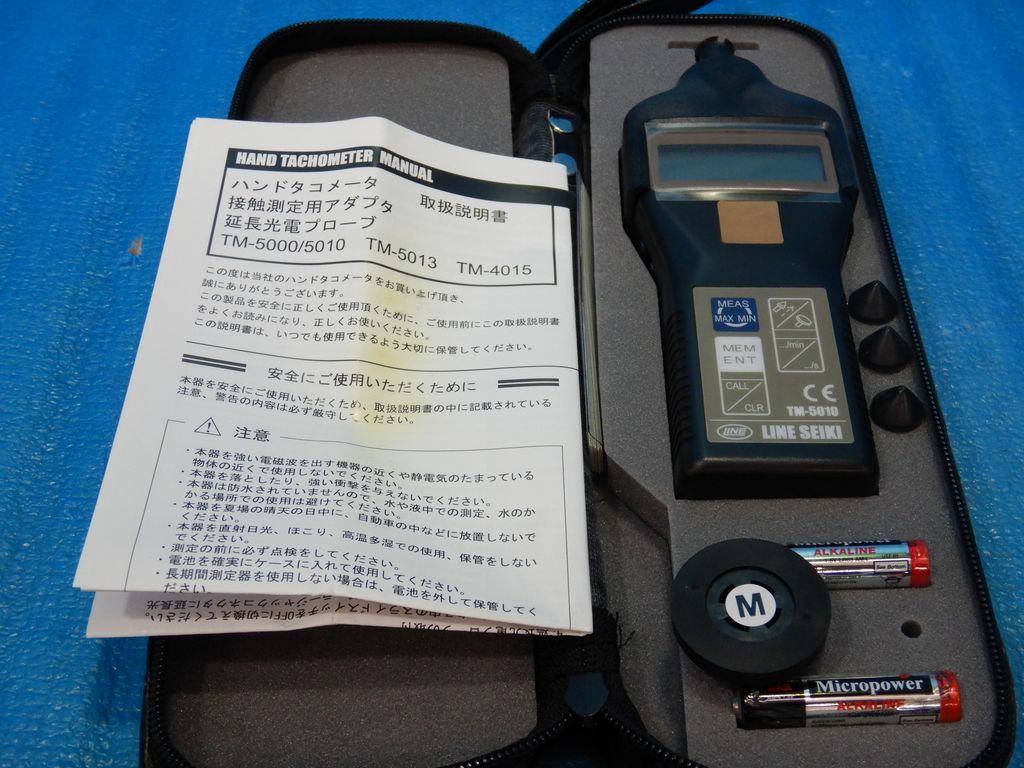 HAND TACHOMETER MANUAL
ハンドタコメータ
接触測定用アダプタ 取扱説明書
延長光電プローブ
TM-5000/5010 TM-5013 TM-4015
この度は当社のハンドタコメータをお買い上げ頂き、
誠にありがとうございます。
この製品を安全に正しくご使用頂くために、ご使用前にこの取扱説明書
をよくお読みになり、正しくお使いください。
この説明書は、いつでも使用できるよう大切に保管してください。
安全にご使用いただくために
本器を安全にご使用いただくため、取扱説明書の中に記載されている
注意、警告の内容は必ず厳守してください。
注意
・本器を強い電磁波を出す機器の近くや静電気のたまっている
物体の近くで使用しないでください。
・本器を落としたり、強い衝撃を与えないでください。
・本器は防水されていませんので、水や液中での測定、水のか
かる場所での使用は避けてください。
・本器を夏場の晴天の日中に、自動車の中などに放置しないで
ください。
・本器を直射日光、ほこり、高温多湿での使用、保管をしない
でください。
・測定の前に必ず点検をしてください。
・電池を確実にケースに入れて使用してください。
・長期間測定器を使用しない場合は、電池を外して保管してく
ださい。
MEAS
MAX MIN
.../min
.../s
MEM
ENT
CALL/
CLR
CE
TM-5010
LINE LINE SEIKI
ALKALINE
M
Micropower
ALKALINE